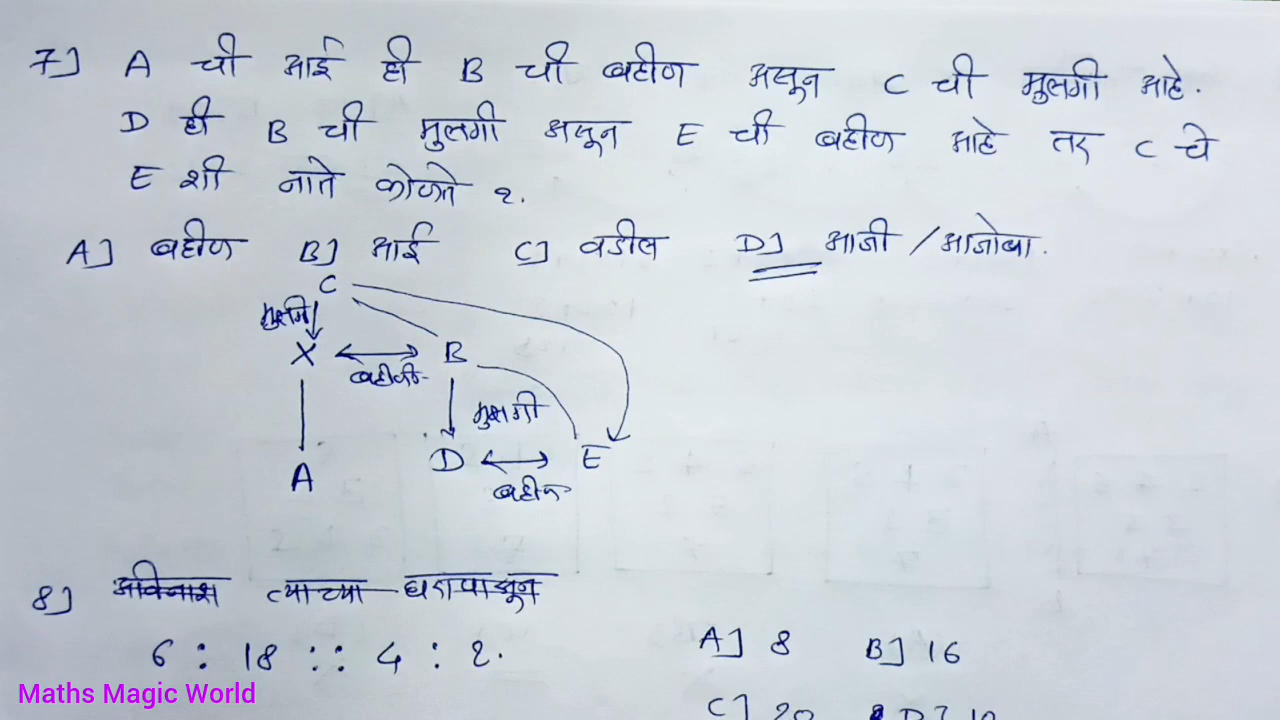 7] A ची आई ही B ची बहीण असून C ची मुलगी आहे.
D ही B ची मुलगी असून E ची बहीण आहे तर C चे
E शी नाते कोणते ?.
A] बहीण B] आई C] वडील D] आजी / आजोबा.
C
मुलगी
X B
बहीण
मुलगी
A D E
बहीण
8] अविनाश त्याच्या घरापासून
6 : 18 :: 4 : ?.
A] 8 B] 16
C] 20 D]
Maths Magic World